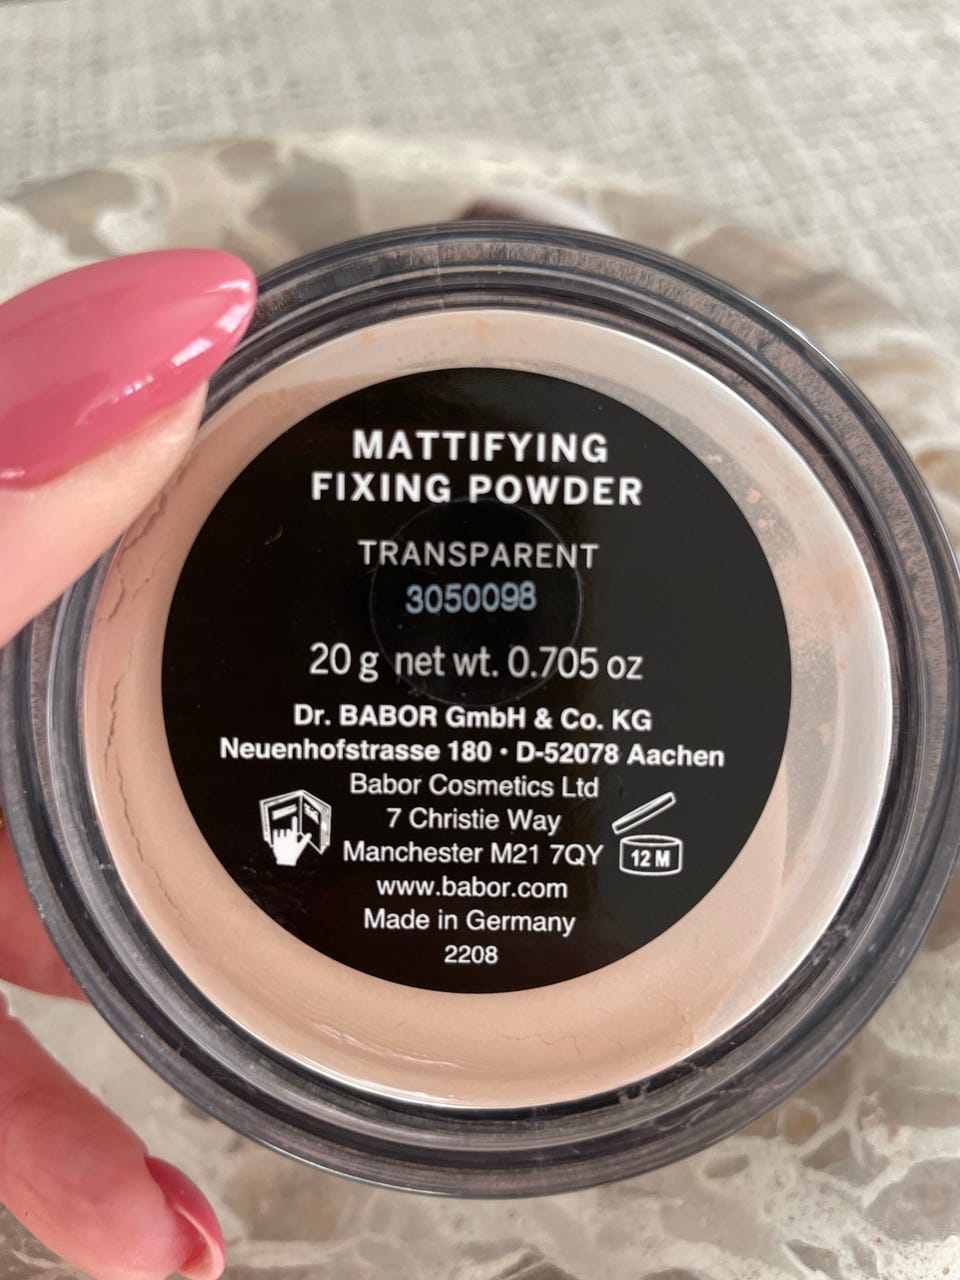 MATTIFYING
FIXING POWDER
TRANSPARENT
3050098
20 g net wt. 0.705 oz
Dr. BABOR GmbH & Co. KG
Neuenhofstrasse 180 • D-52078 Aachen
Babor Cosmetics Ltd
7 Christie Way
Manchester M21 7QY
12 M
www.babor.com
Made in Germany
2208